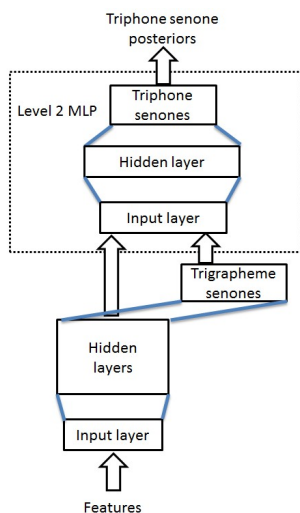 Triphone senone
posteriors
Level 2 MLP
Triphone
senones
Hidden layer
Input layer
Trigrapheme
senones
Hidden
layers
Input layer
Features